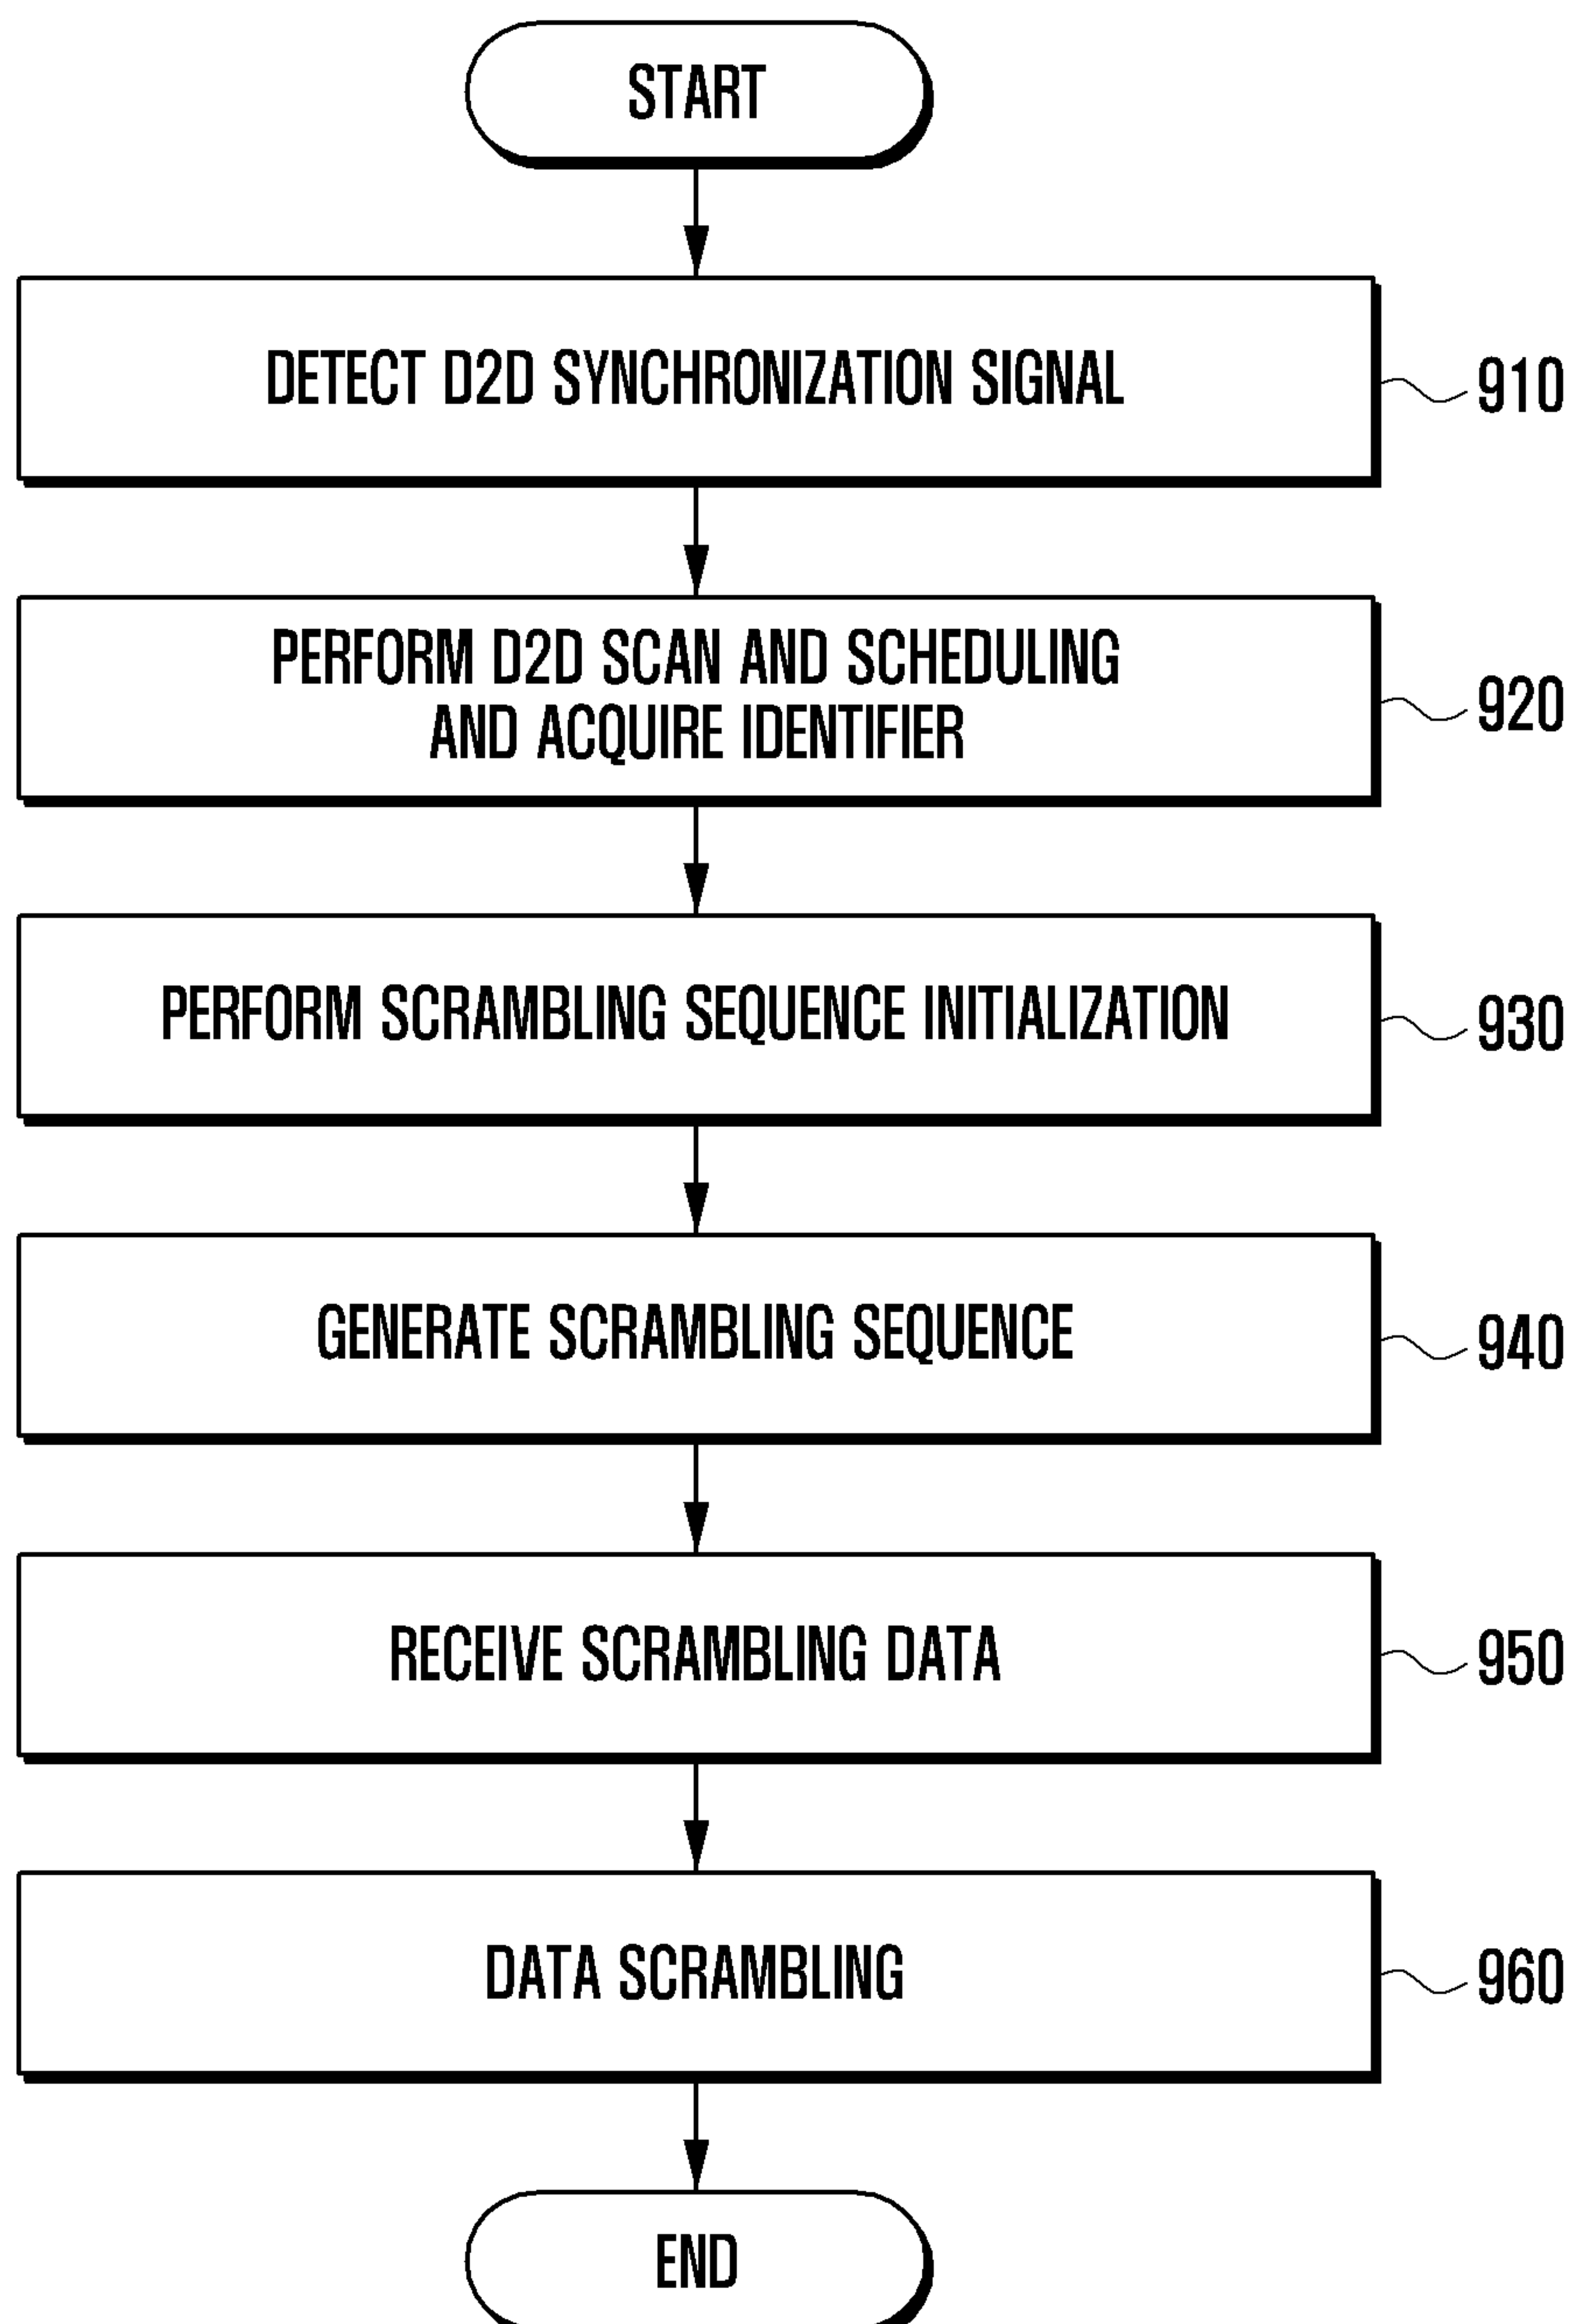 START
DETECT D2D SYNCHRONIZATION SIGNAL
910
PERFORM D2D SCAN AND SCHEDULING
AND ACQUIRE IDENTIFIER
920
PERFORM SCRAMBLING SEQUENCE INITIALIZATION
930
GENERATE SCRAMBLING SEQUENCE
940
RECEIVE SCRAMBLING DATA
950
DATA SCRAMBLING
960
END